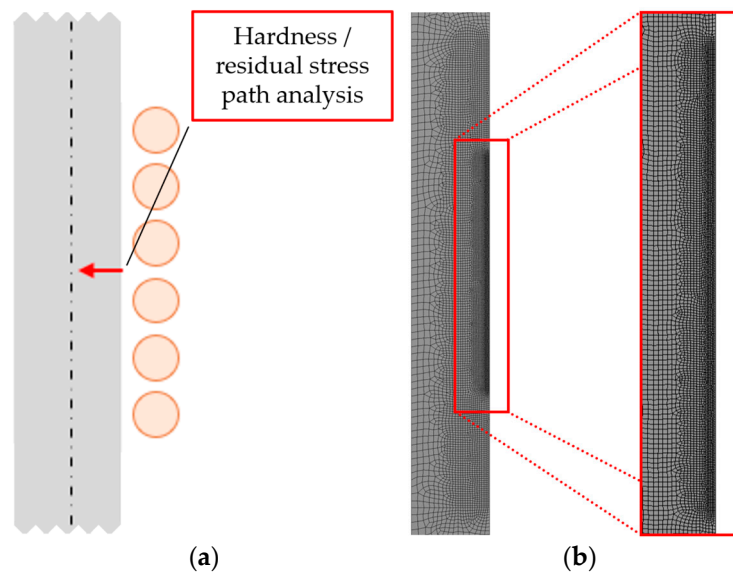 Hardness /
residual stress
path analysis
(a)
(b)